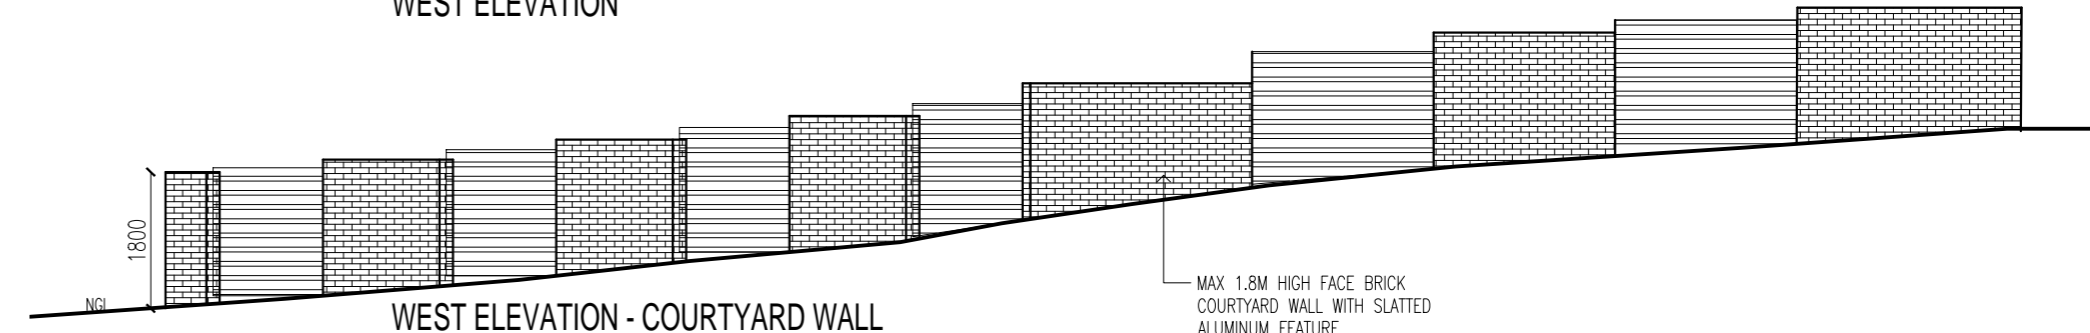 WEST ELEVATION
1800
NGL
WEST ELEVATION - COURTYARD WALL
MAX 1.8M HIGH FACE BRICK
COURTYARD WALL WITH SLATTED
ALUMINUM FEATURE